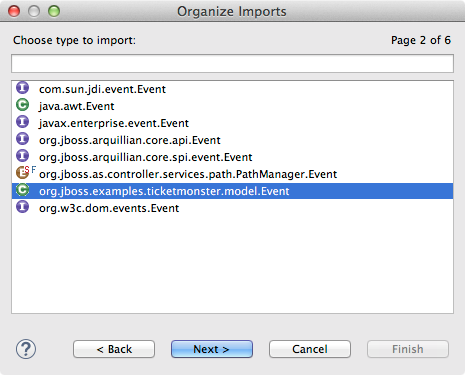 Organize Imports
Choose type to import:
Page 2 of 6
I com.sun.jdi.event.Event
C java.awt.Event
I javax.enterprise.event.Event
I org.jboss.arquillian.core.api.Event
I org.jboss.arquillian.core.spi.event.Event
E S F org.jboss.as.controller.services.path.PathManager.Event
C org.jboss.examples.ticketmonster.model.Event
I org.w3c.dom.events.Event
?
< Back
Next >
Cancel
Finish